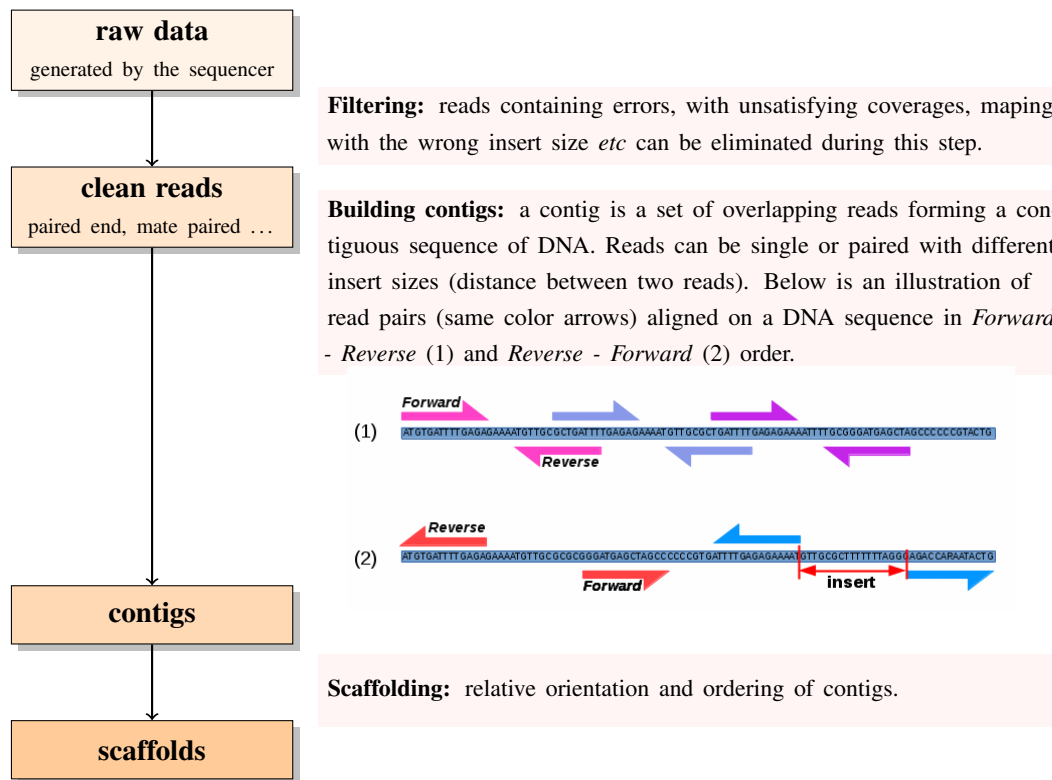 raw data
generated by the sequencer
Filtering: reads containing errors, with unsatisfying coverages, maping
with the wrong insert size etc can be eliminated during this step.
clean reads
paired end, mate paired ...
Building contigs: a contig is a set of overlapping reads forming a con-
tiguous sequence of DNA. Reads can be single or paired with different
insert sizes (distance between two reads). Below is an illustration of
read pairs (same color arrows) aligned on a DNA sequence in Forward
- Reverse (1) and Reverse - Forward (2) order.
Forward
(1) ATGTGATTTTGAGAGAAAATGTTGCGCTGATTTTGAGAGAAAATGTTGCGCTGATTTTGAGAGAAAATTTTGCGGGATGAGCTAGCCCCCCGTACTG
Reverse
Reverse
(2) ATGTGATTTTGAGAGAAAATGTTGCGCGCGGGATGAGCTAGCCCCCCGTGATTTTGAGAGAAAATGTTGCGCTTTTTTTAGGGAGACCARAATACTG
Forward
insert
contigs
Scaffolding: relative orientation and ordering of contigs.
scaffolds